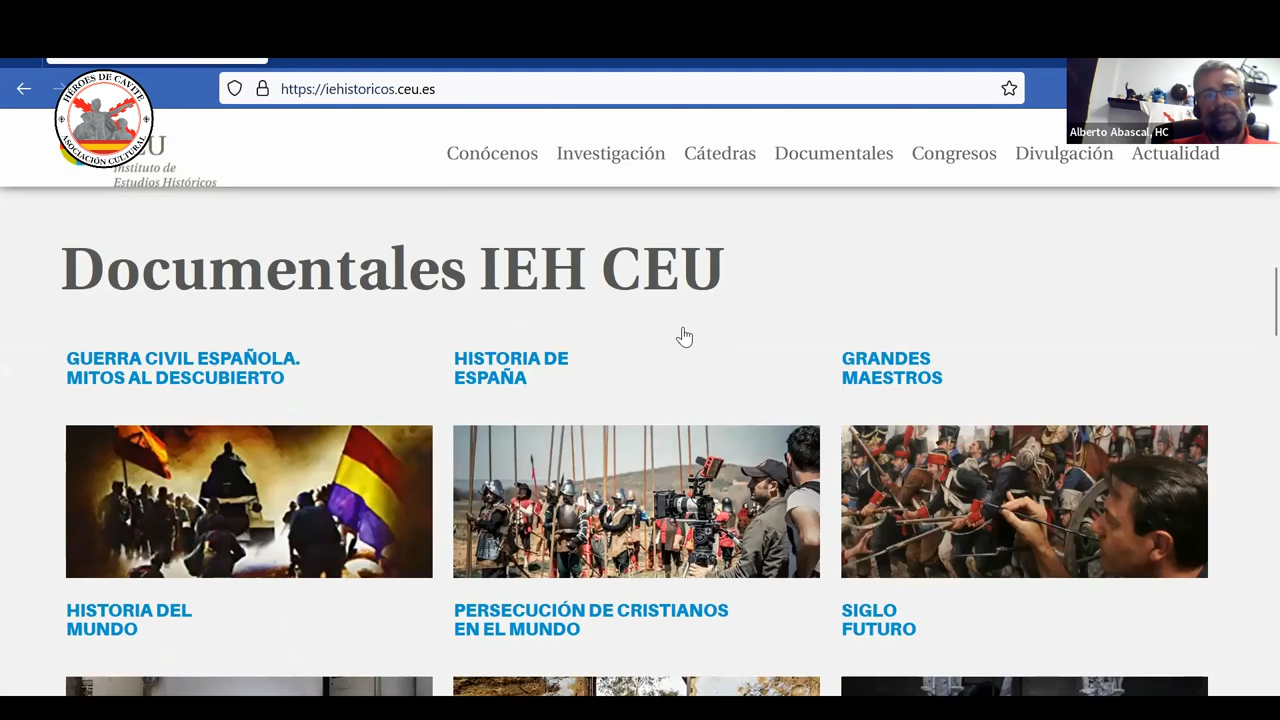 https://iehistoricos.ceu.es
HÉROES DE CAVITE
ASOCIACIÓN CULTURAL
Alberto Abascal, HC
Instituto de
Estudios Históricos
Conócenos Investigación Cátedras Documentales Congresos Divulgación Actualidad
Documentales IEH CEU
GUERRA CIVIL ESPAÑOLA.
MITOS AL DESCUBIERTO
HISTORIA DE
ESPAÑA
GRANDES
MAESTROS
HISTORIA DEL
MUNDO
PERSECUCIÓN DE CRISTIANOS
EN EL MUNDO
SIGLO
FUTURO